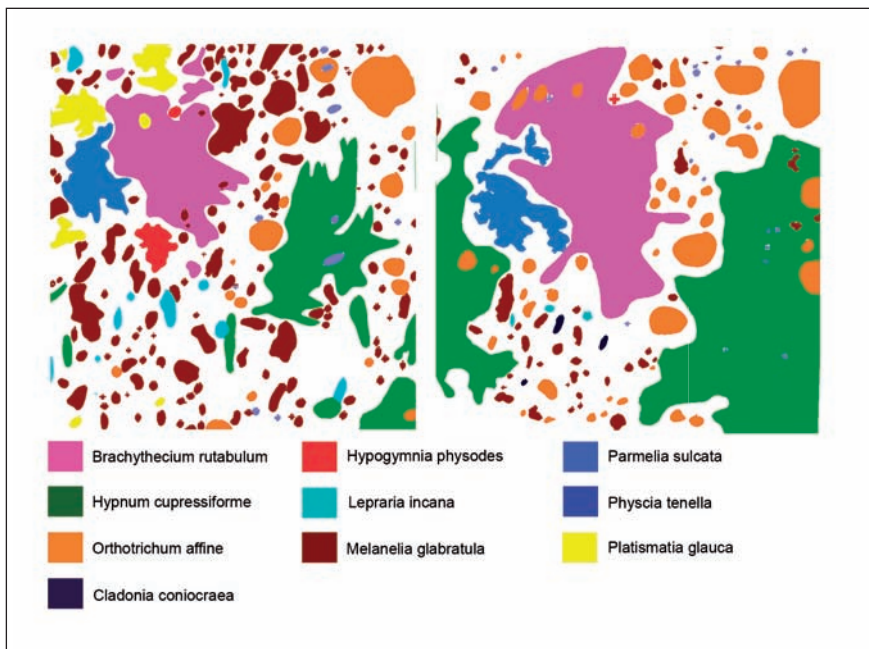 Brachythecium rutabulum
Hypogymnia physodes
Parmelia sulcata
Hypnum cupressiforme
Lepraria incana
Physcia tenella
Orthotrichum affine
Melanelia glabratula
Platismatia glauca
Cladonia coniocraea